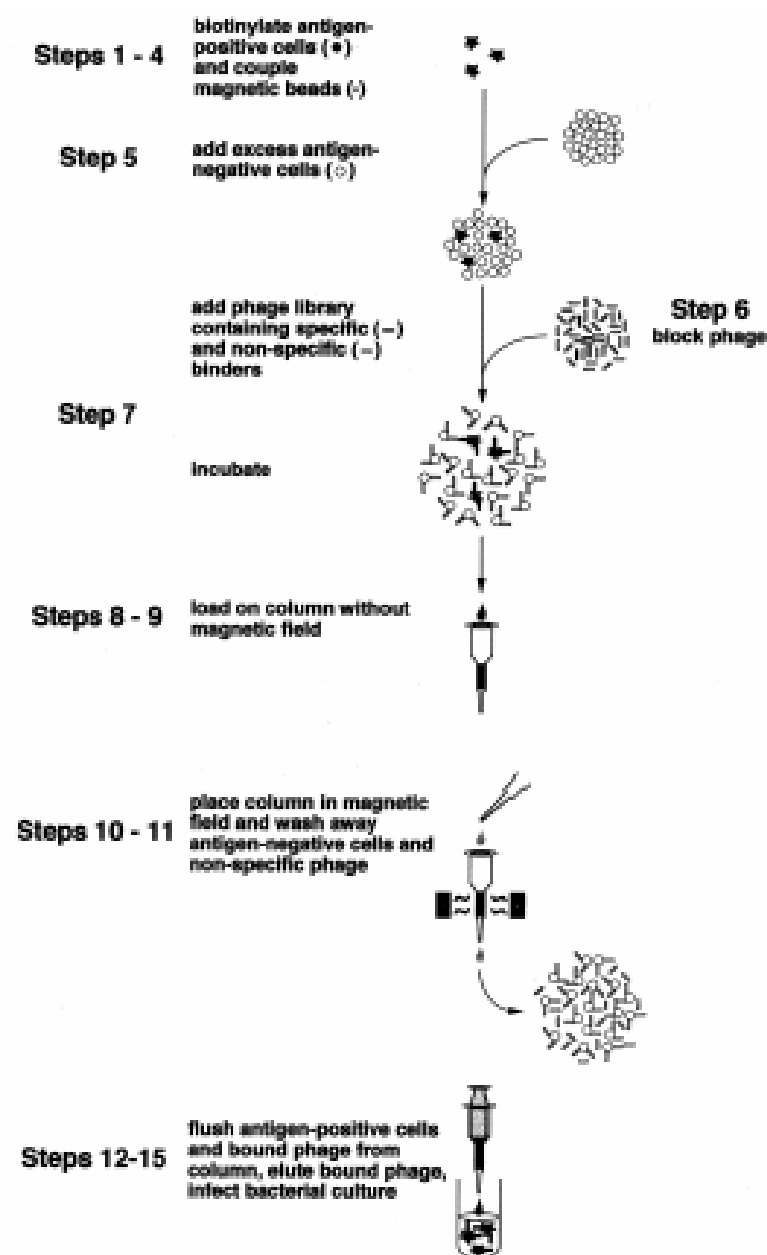 Steps 1 - 4
biotinylate antigen-
positive cells (★)
and couple
magnetic beads (·)
Step 5
add excess antigen-
negative cells (○)
add phage library
containing specific (−)
and non-specific (−)
binders
Step 6
block phage
Step 7
incubate
Steps 8 - 9
load on column without
magnetic field
Steps 10 - 11
place column in magnetic
field and wash away
antigen-negative cells and
non-specific phage
Steps 12-15
flush antigen-positive cells
and bound phage from
column, elute bound phage,
infect bacterial culture